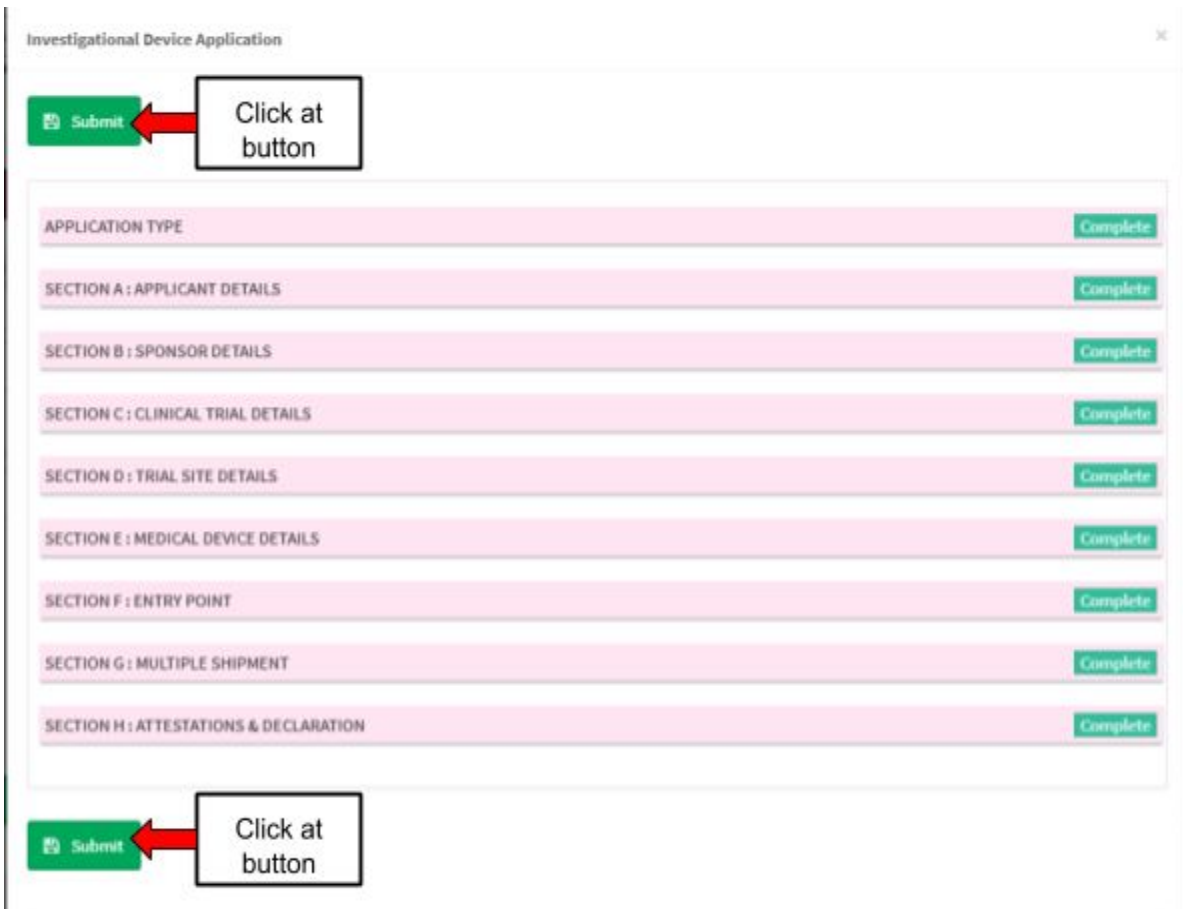 Investigational Device Application
×
Submit
Click at
button
APPLICATION TYPE Complete
SECTION A : APPLICANT DETAILS Complete
SECTION B : SPONSOR DETAILS Complete
SECTION C : CLINICAL TRIAL DETAILS Complete
SECTION D : TRIAL SITE DETAILS Complete
SECTION E : MEDICAL DEVICE DETAILS Complete
SECTION F : ENTRY POINT Complete
SECTION G : MULTIPLE SHIPMENT Complete
SECTION H : ATTESTATIONS & DECLARATION Complete
Submit
Click at
button